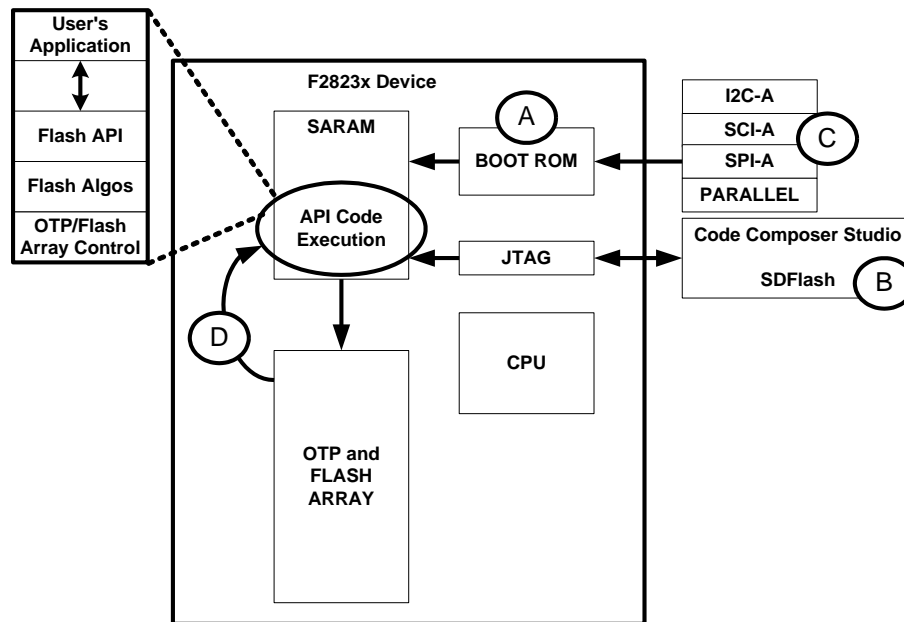 User's
Application
Flash API
Flash Algos
OTP/Flash
Array Control
F2823x Device
SARAM
API Code
Execution
A
BOOT ROM
JTAG
CPU
D
OTP and
FLASH
ARRAY
I2C-A
SCI-A
SPI-A
PARALLEL
C
Code Composer Studio
SDFlash
B